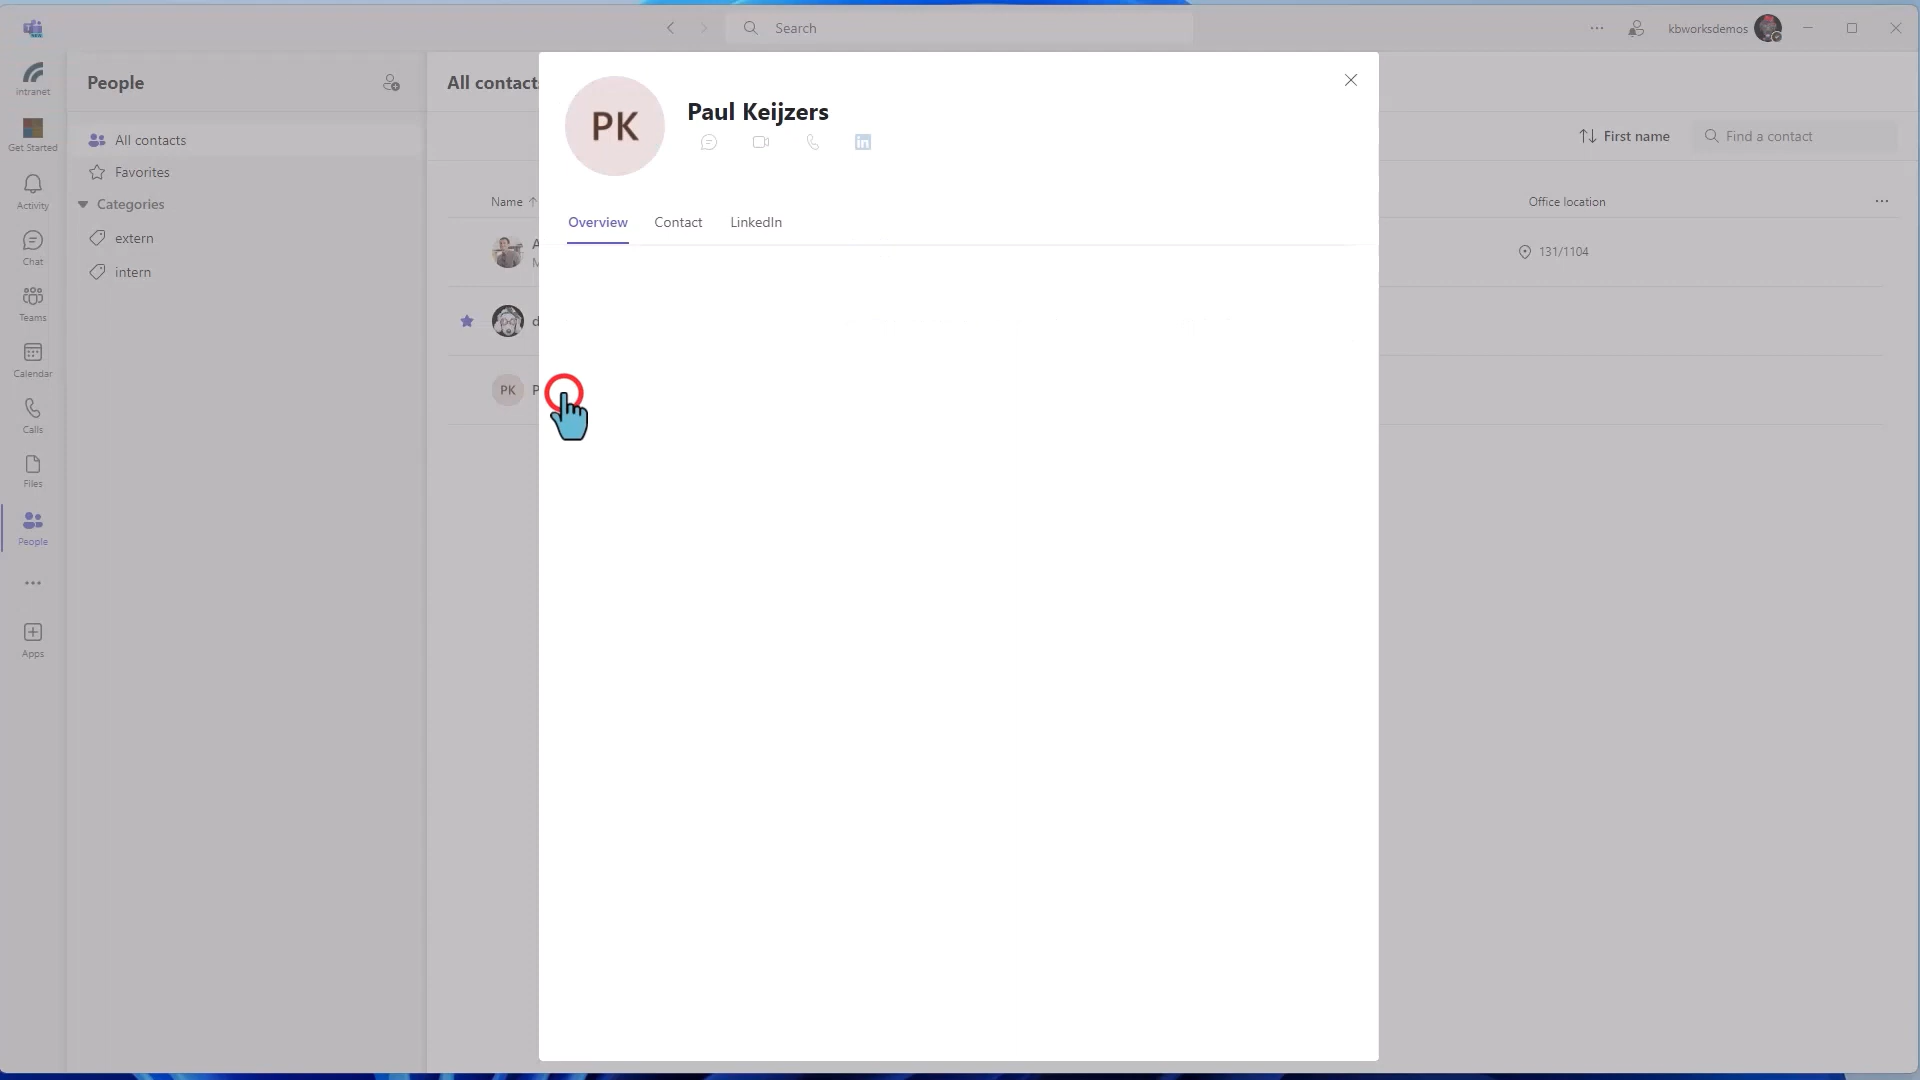 Search
kbworksdemos
intranet
Get Started
Activity
Chat
Teams
Calendar
Calls
Files
People
Apps
People
All contacts
Favorites
Categories
extern
intern
All contact
First name
Find a contact
Name
Office location
131/1104
PK
P
PK
Paul Keijzers
Overview
Contact
LinkedIn